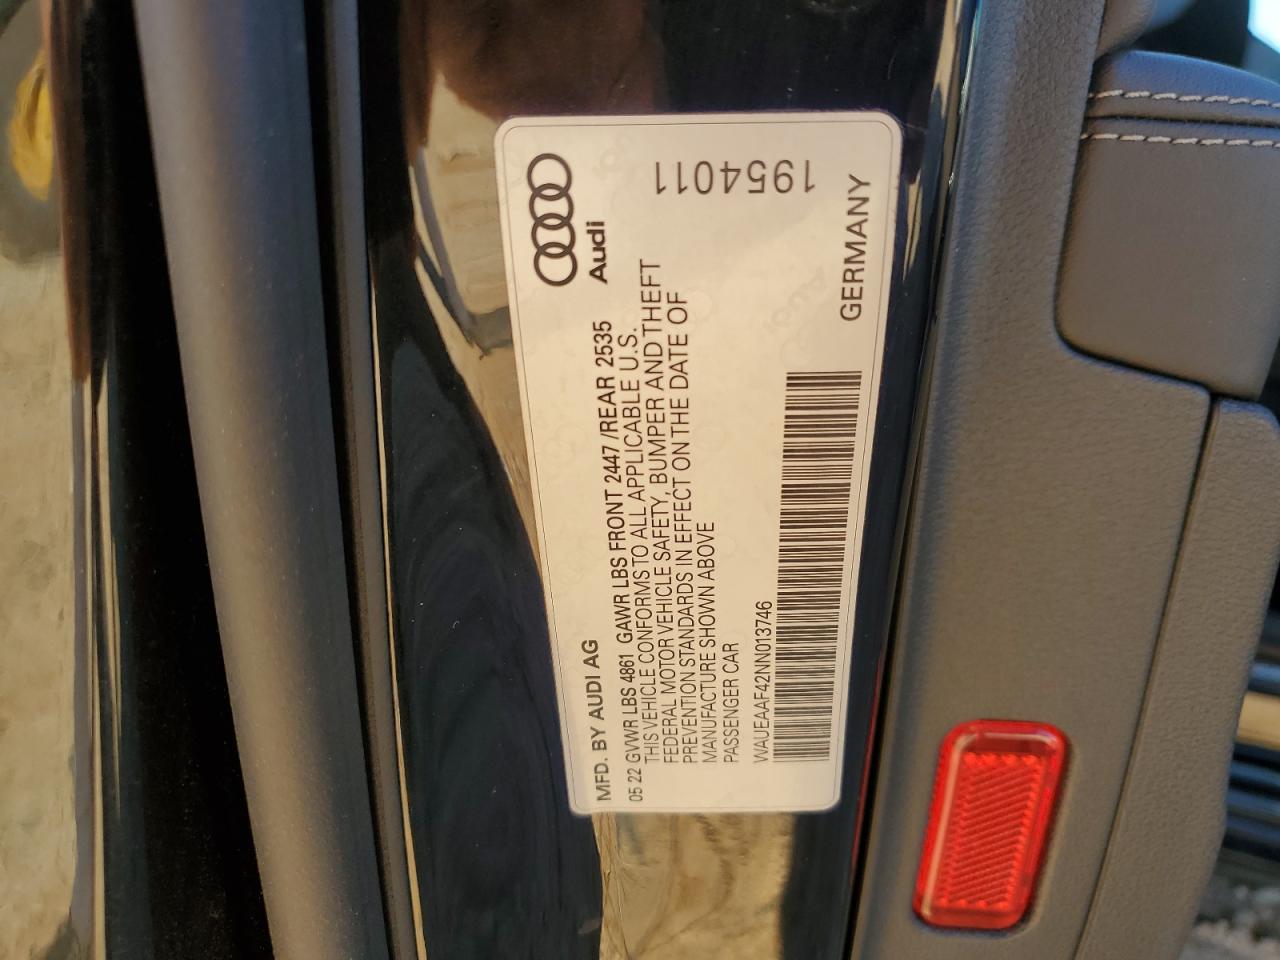 Audi
MFD. BY AUDI AG
05 22 GVWR LBS 4861 GAWR LBS FRONT 2447 /REAR 2535
THIS VEHICLE CONFORMS TO ALL APPLICABLE U.S.
FEDERAL MOTOR VEHICLE SAFETY, BUMPER AND THEFT
PREVENTION STANDARDS IN EFFECT ON THE DATE OF
MANUFACTURE SHOWN ABOVE
PASSENGER CAR
WAUEAAF42NN013746
GERMANY
1954011